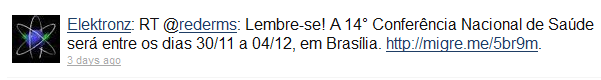 Elektronz: RT @rederms: Lembre-se! A 14° Conferência Nacional de Saúde
será entre os dias 30/11 a 04/12, em Brasília. http://migre.me/5br9m.
3 days ago